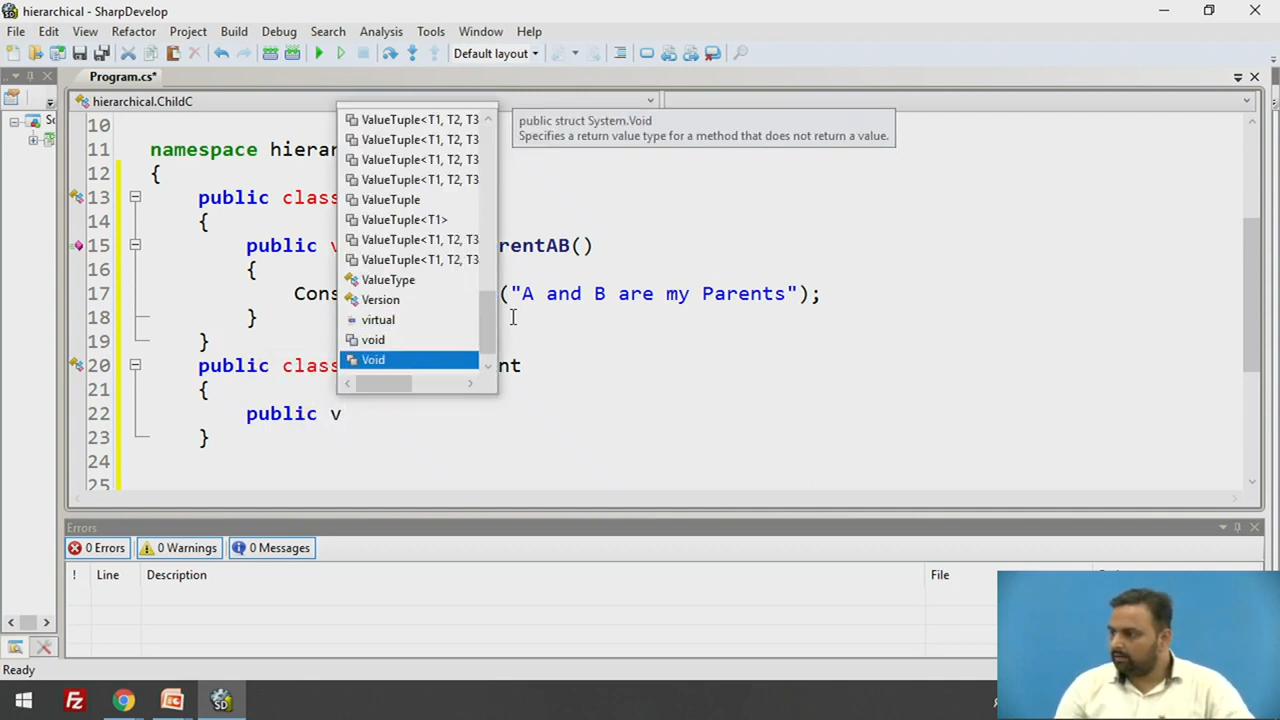 hierarchical - SharpDevelop
File Edit View Refactor Project Build Debug Search Analysis Tools Window Help
Default layout
Program.cs*
hierarchical.ChildC
public struct System.Void
Specifies a return value type for a method that does not return a value.
10
11 namespace hierar
12 {
13 public class
14 {
15 public v rentAB()
16 {
17 Cons ("A and B are my Parents");
18 }
19 }
20 public class nt
21 {
22 public v
23 }
24
25
ValueTuple<T1, T2, T3
ValueTuple<T1, T2, T3
ValueTuple<T1, T2, T3
ValueTuple<T1, T2, T3
ValueTuple
ValueTuple<T1>
ValueTuple<T1, T2, T3
ValueTuple<T1, T2, T3
ValueType
Version
virtual
void
Void
Errors
0 Errors 0 Warnings 0 Messages
! Line Description File
Ready